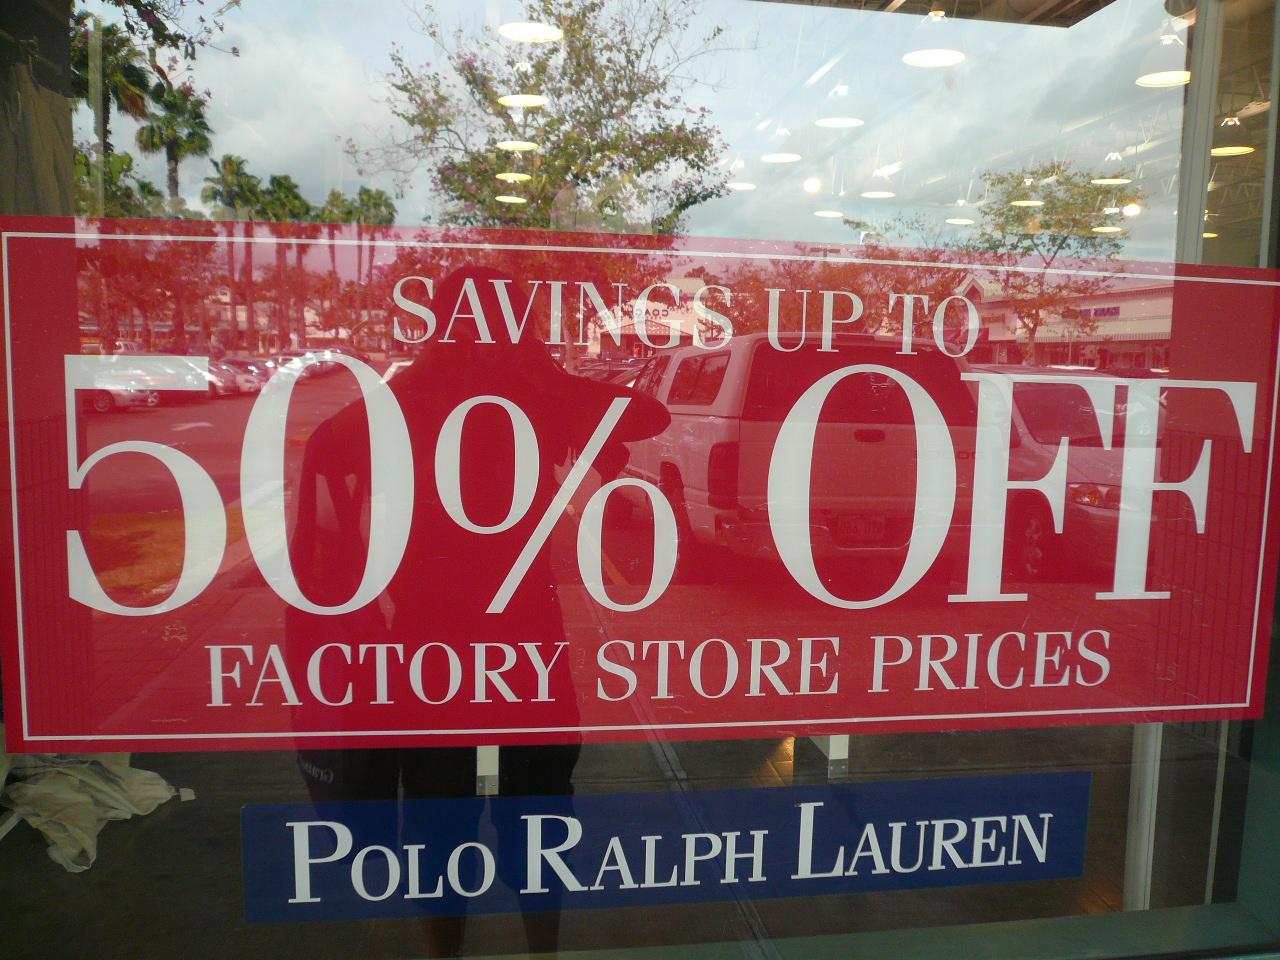 SAVINGS UP TO
50% OFF
FACTORY STORE PRICES
POLO RALPH LAUREN